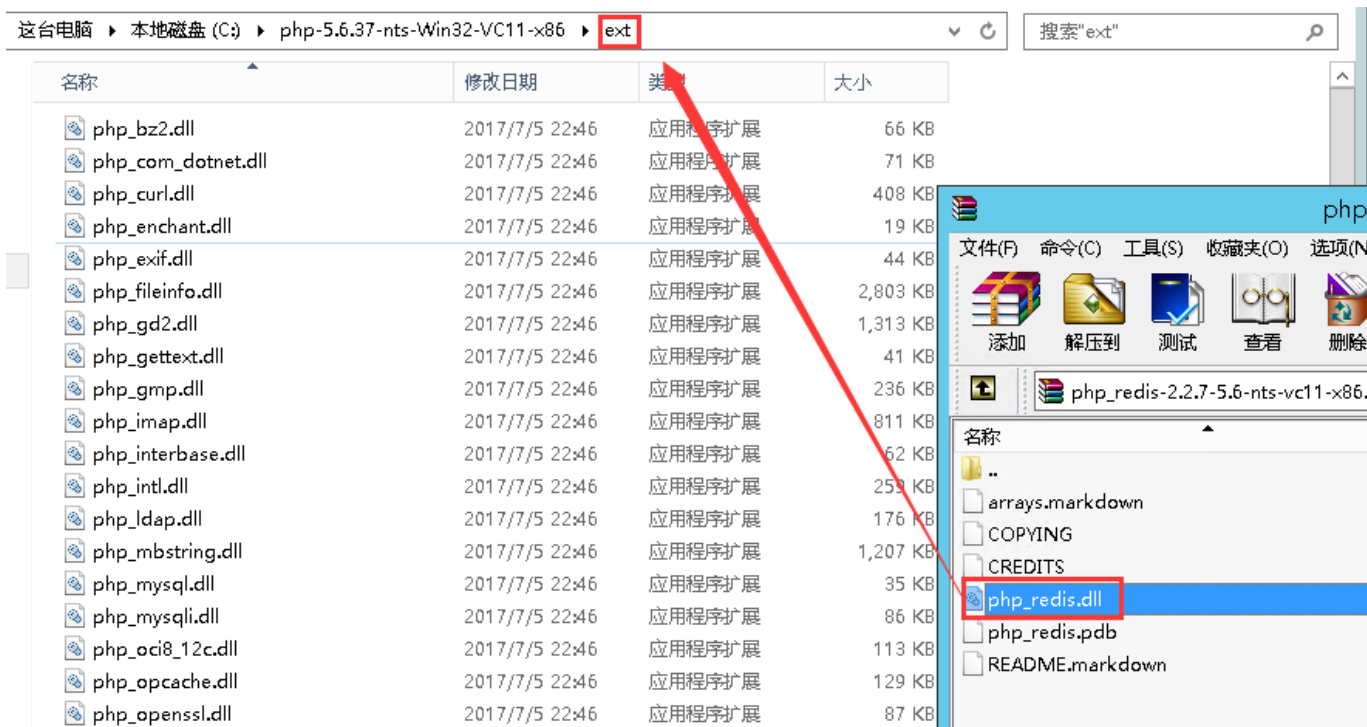 这台电脑 ▸ 本地磁盘 (C:) ▸ php-5.6.37-nts-Win32-VC11-x86 ▸ ext
搜索"ext"
名称 修改日期 大小
php_bz2.dll 2017/7/5 22:46 应用程序扩展 66 KB
php_com_dotnet.dll 2017/7/5 22:46 应用程序扩展 71 KB
php_curl.dll 2017/7/5 22:46 应用程序扩展 408 KB
php_enchant.dll 2017/7/5 22:46 应用程序扩展 19 KB
php_exif.dll 2017/7/5 22:46 应用程序扩展 44 KB
php_fileinfo.dll 2017/7/5 22:46 应用程序扩展 2,803 KB
php_gd2.dll 2017/7/5 22:46 应用程序扩展 1,313 KB
php_gettext.dll 2017/7/5 22:46 应用程序扩展 41 KB
php_gmp.dll 2017/7/5 22:46 应用程序扩展 236 KB
php_imap.dll 2017/7/5 22:46 应用程序扩展 811 KB
php_interbase.dll 2017/7/5 22:46 应用程序扩展 62 KB
php_intl.dll 2017/7/5 22:46 应用程序扩展 259 KB
php_ldap.dll 2017/7/5 22:46 应用程序扩展 176 KB
php_mbstring.dll 2017/7/5 22:46 应用程序扩展 1,207 KB
php_mysql.dll 2017/7/5 22:46 应用程序扩展 35 KB
php_mysqli.dll 2017/7/5 22:46 应用程序扩展 86 KB
php_oci8_12c.dll 2017/7/5 22:46 应用程序扩展 113 KB
php_opcache.dll 2017/7/5 22:46 应用程序扩展 129 KB
php_openssl.dll 2017/7/5 22:46 应用程序扩展 87 KB
php
文件(F) 命令(C) 工具(S) 收藏夹(O) 选项(N
添加 解压到 测试 查看 删除
php_redis-2.2.7-5.6-nts-vc11-x86.
名称
..
arrays.markdown
COPYING
CREDITS
php_redis.dll
php_redis.pdb
README.markdown